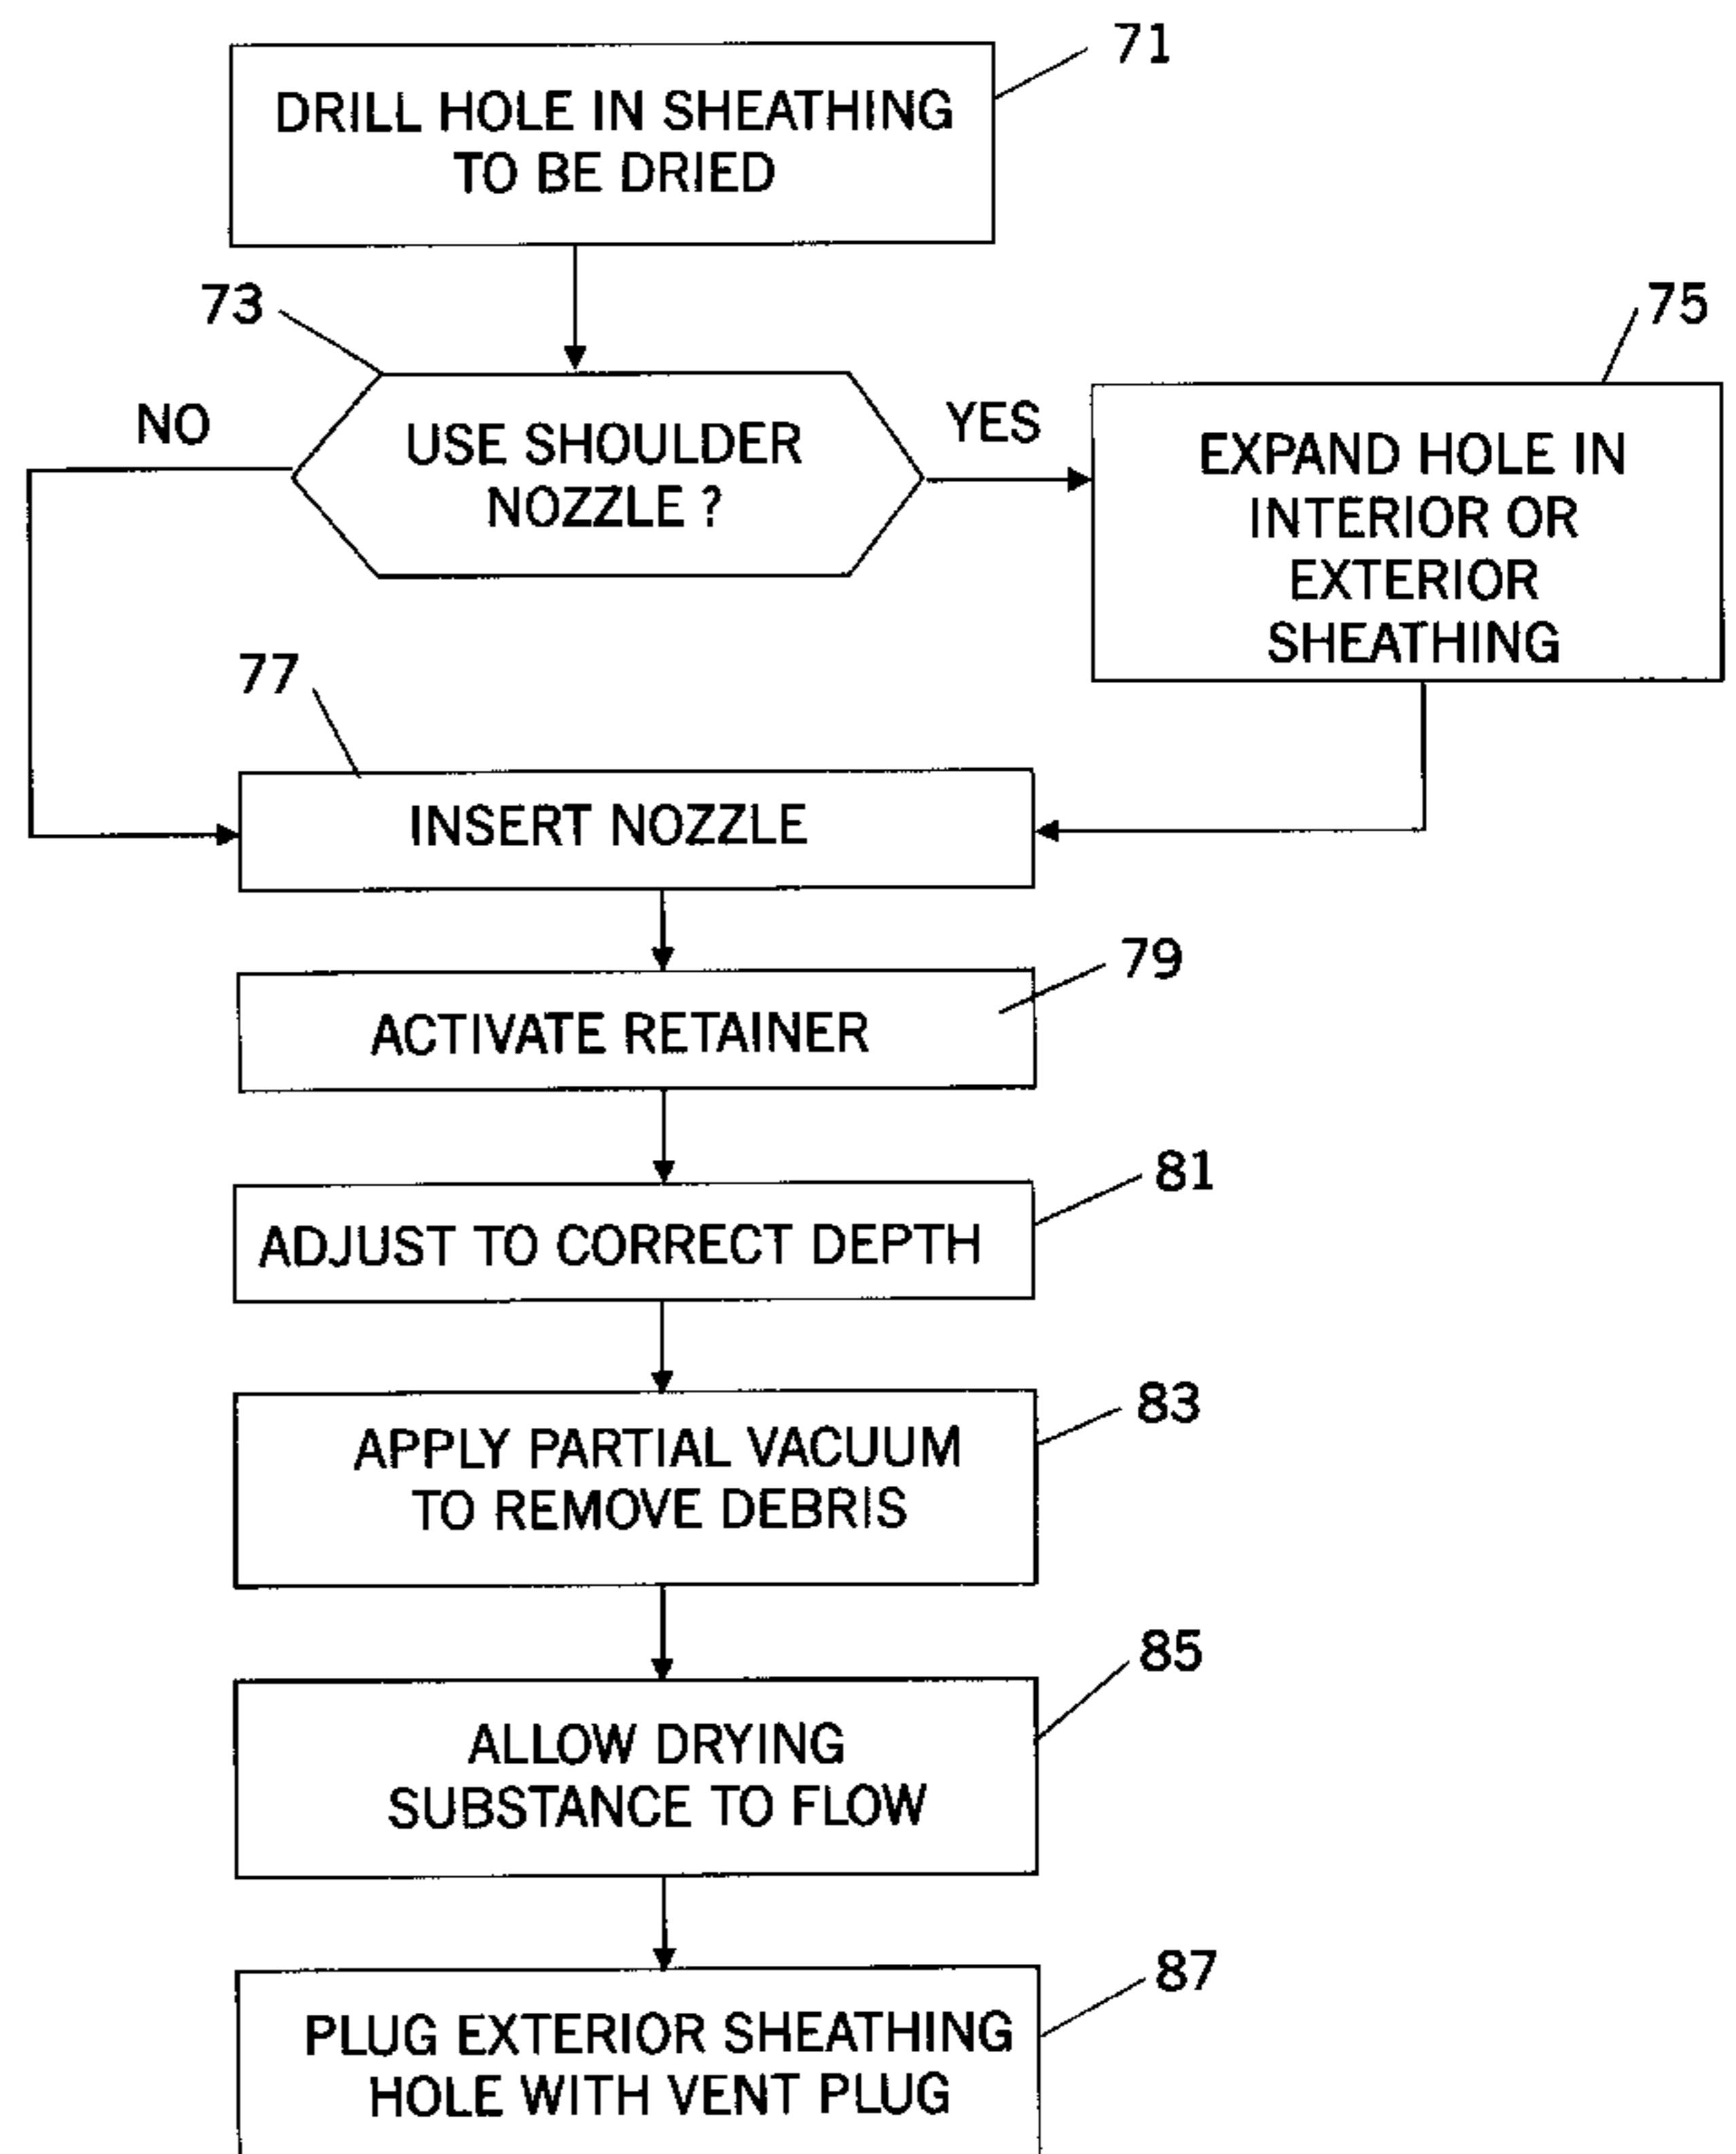 71
DRILL HOLE IN SHEATHING
TO BE DRIED
73
75
NO
YES
USE SHOULDER
NOZZLE ?
EXPAND HOLE IN
INTERIOR OR
EXTERIOR
SHEATHING
77
INSERT NOZZLE
79
ACTIVATE RETAINER
81
ADJUST TO CORRECT DEPTH
83
APPLY PARTIAL VACUUM
TO REMOVE DEBRIS
85
ALLOW DRYING
SUBSTANCE TO FLOW
87
PLUG EXTERIOR SHEATHING
HOLE WITH VENT PLUG